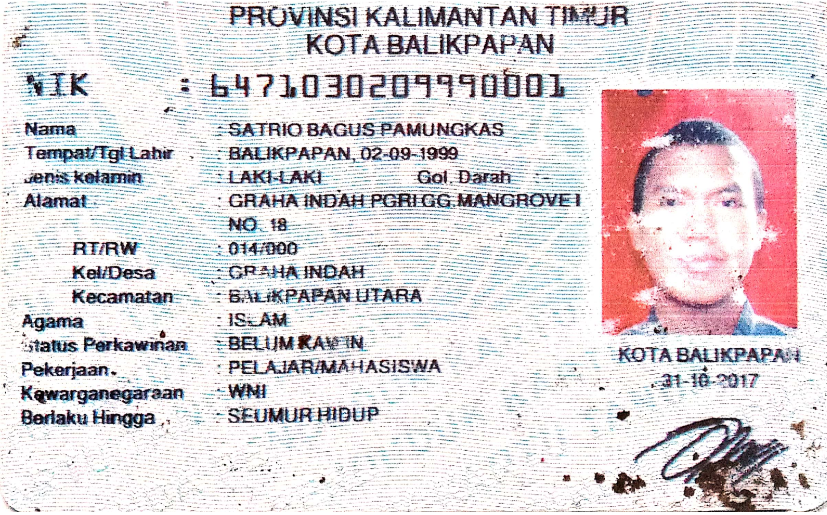 PROVINSI KALIMANTAN TIMUR
KOTA BALIKPAPAN
NIK : 6471030209990001
Nama : SATRIO BAGUS PAMUNGKAS
Tempat/Tgl Lahir : BALIKPAPAN, 02-09-1999
Jenis kelamin : LAKI-LAKI Gol. Darah
Alamat : GRAHA INDAH PGRI GG.MANGROVE I
NO. 18
RT/RW : 014/000
Kel/Desa : GRAHA INDAH
Kecamatan : BALIKPAPAN UTARA
Agama : ISLAM
Status Perkawinan : BELUM KAWIN
Pekerjaan : PELAJAR/MAHASISWA
Kewarganegaraan : WNI
Berlaku Hingga : SEUMUR HIDUP
KOTA BALIKPAPAN
31-10-2017